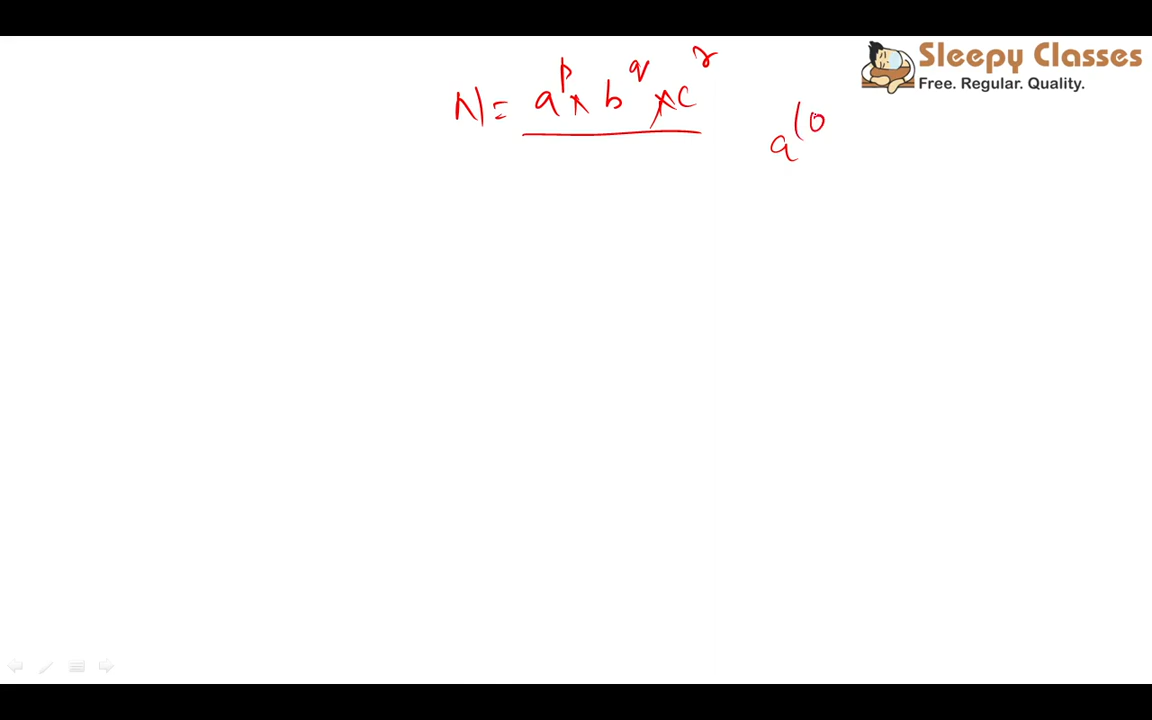 N = a^p × b^q × c^r
a^10
Sleepy Classes
Free. Regular. Quality.